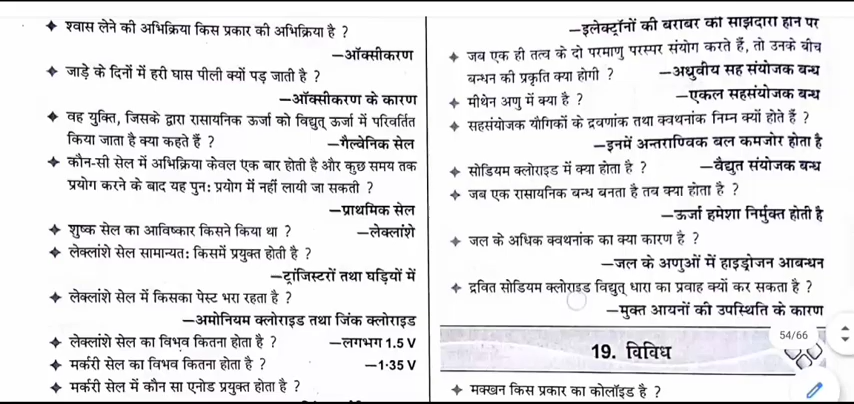 ✦ श्वास लेने की अभिक्रिया किस प्रकार की अभिक्रिया है ?
—ऑक्सीकरण
✦ जाड़े के दिनों में हरी घास पीली क्यों पड़ जाती है ?
—ऑक्सीकरण के कारण
✦ वह युक्ति, जिसके द्वारा रासायनिक ऊर्जा को विद्युत् ऊर्जा में परिवर्तित
किया जाता है क्या कहते हैं ?
—गैल्वेनिक सेल
✦ कौन-सी सेल में अभिक्रिया केवल एक बार होती है और कुछ समय तक
प्रयोग करने के बाद यह पुन: प्रयोग में नहीं लायी जा सकती ?
—प्राथमिक सेल
✦ शुष्क सेल का आविष्कार किसने किया था ? —लेक्लांशे
✦ लेक्लांशे सेल सामान्यत: किसमें प्रयुक्त होती है ?
—ट्रांजिस्टरों तथा घड़ियों में
✦ लेक्लांशे सेल में किसका पेस्ट भरा रहता है ?
—अमोनियम क्लोराइड तथा जिंक क्लोराइड
✦ लेक्लांशे सेल का विभव कितना होता है ? —लगभग 1.5 V
✦ मर्करी सेल का विभव कितना होता है ? —1·35 V
✦ मर्करी सेल में कौन सा एनोड प्रयुक्त होता है ?
—इलेक्ट्रॉनों की बराबर की साझेदारी होने पर
✦ जब एक ही तत्व के दो परमाणु परस्पर संयोग करते हैं, तो उनके बीच
बन्धन की प्रकृति क्या होगी ? —अध्रुवीय सह संयोजक बन्ध
✦ मीथेन अणु में क्या है ? —एकल सहसंयोजक बन्ध
✦ सहसंयोजक यौगिकों के द्रवणांक तथा क्वथनांक निम्न क्यों होते हैं ?
—इनमें अन्तराण्विक बल कमजोर होता है
✦ सोडियम क्लोराइड में क्या होता है ? —वैद्युत संयोजक बन्ध
✦ जब एक रासायनिक बन्ध बनता है तब क्या होता है ?
—ऊर्जा हमेशा निर्मुक्त होती है
✦ जल के अधिक क्वथनांक का क्या कारण है ?
—जल के अणुओं में हाइड्रोजन आबन्धन
✦ द्रवित सोडियम क्लोराइड विद्युत् धारा का प्रवाह क्यों कर सकता है ?
—मुक्त आयनों की उपस्थिति के कारण
54/66
19. विविध
✦ मक्खन किस प्रकार का कोलॉइड है ?